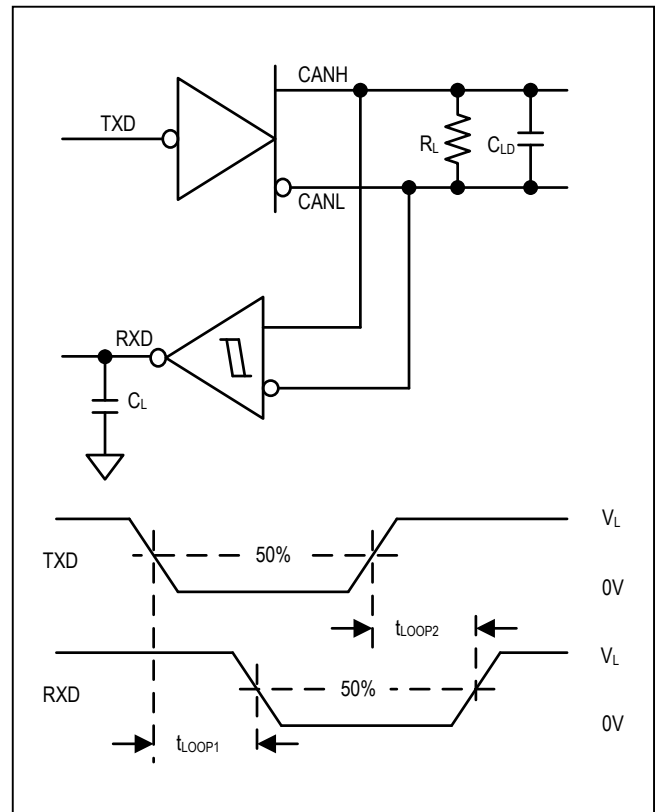 CANH
TXD
RL
CLD
CANL
RXD
CL
VL
TXD
50%
0V
tLOOP2
VL
RXD
50%
0V
tLOOP1